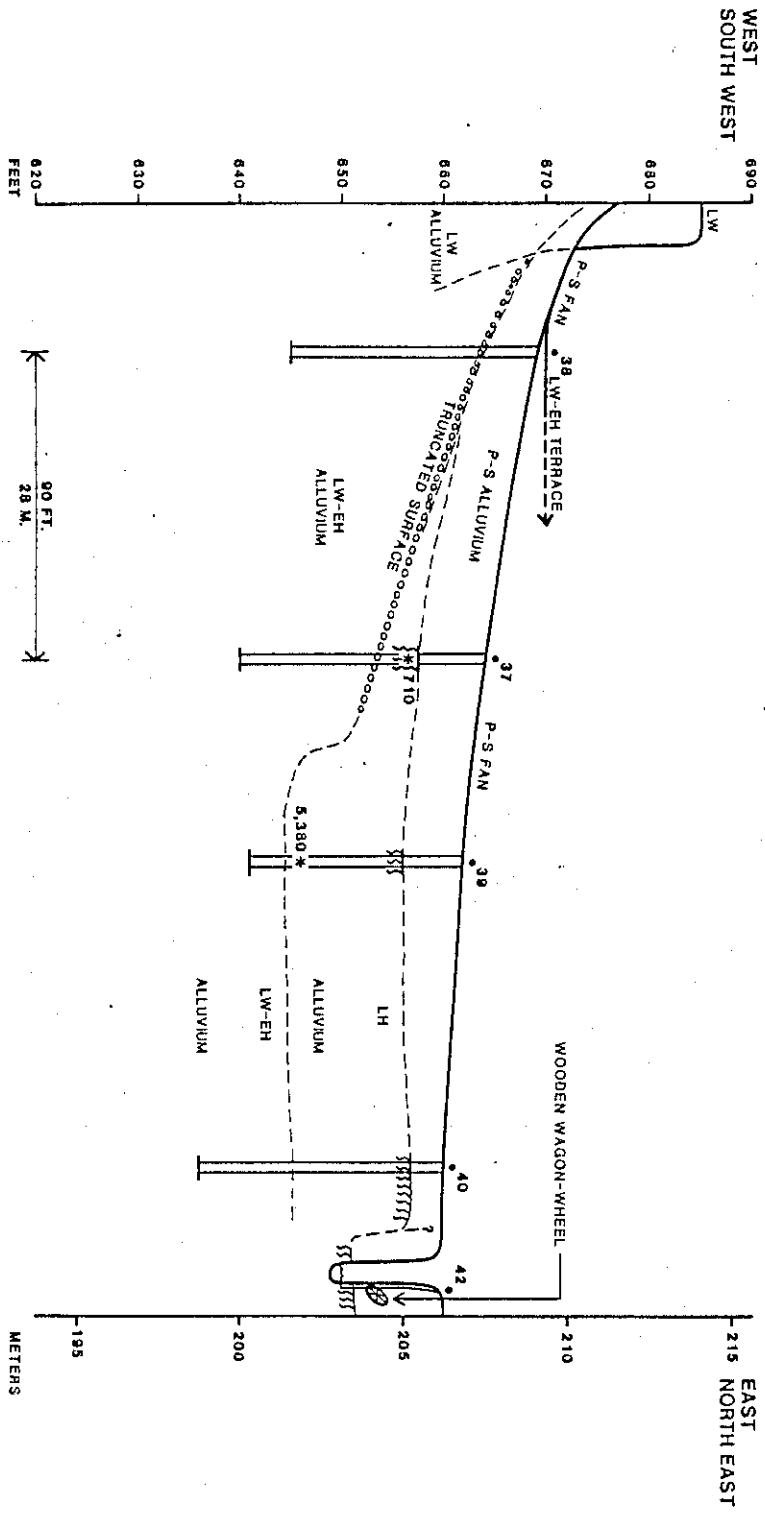 WEST
SOUTH WEST
EAST
NORTH EAST
690
680
670
660
650
640
630
620
FEET
215
210
205
200
195
METERS
LW
LW
ALLUVIUM
P-S FAN
38
LW-EH TERRACE
P-S ALLUVIUM
TRUNCATED SURFACE
LW-EH
ALLUVIUM
37
710
P-S FAN
39
5,380
LH
ALLUVIUM
LW-EH
ALLUVIUM
40
?
42
WOODEN WAGON-WHEEL
90 FT.
28 M.